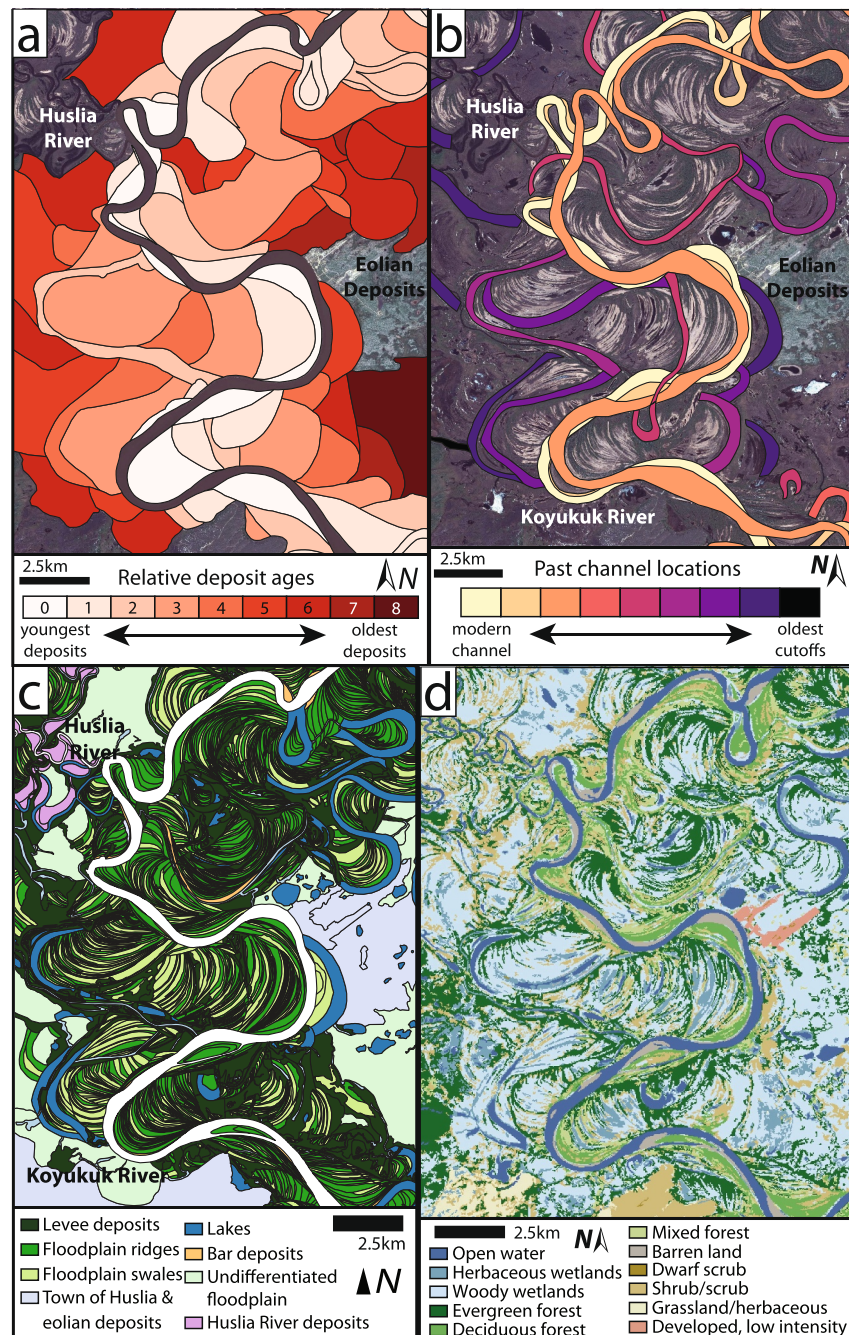 a
Huslia
River
Eolian
Deposits
2.5km
Relative deposit ages
N
0 1 2 3 4 5 6 7 8
youngest
deposits
oldest
deposits
b
Huslia
River
Eolian
Deposits
Koyukuk River
2.5km
Past channel locations
N
modern
channel
oldest
cutoffs
c
Huslia
River
Koyukuk River
Levee deposits
Floodplain ridges
Floodplain swales
Town of Huslia &
eolian deposits
Lakes
Bar deposits
Undifferentiated
floodplain
Huslia River deposits
2.5km
N
d
2.5km
N
Open water
Herbaceous wetlands
Woody wetlands
Evergreen forest
Deciduous forest
Mixed forest
Barren land
Dwarf scrub
Shrub/scrub
Grassland/herbaceous
Developed, low intensity